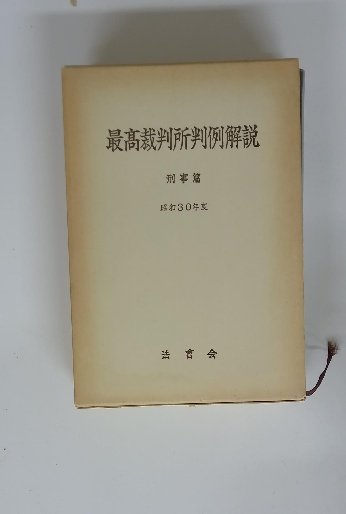 最高裁判所判例解説
刑事篇
昭和30年度
法曹会